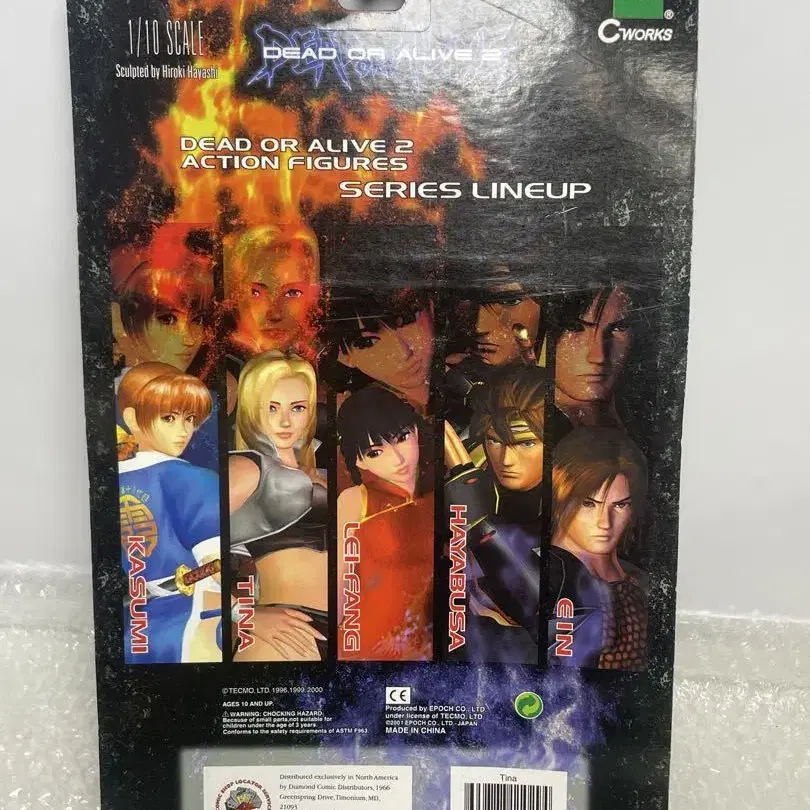 1/10 SCALE
Sculpted by Hiroki Hayashi
DEAD OR ALIVE 2
®
CWORKS
DEAD OR ALIVE 2
ACTION FIGURES
SERIES LINEUP
KASUMI
TINA
LEI-FANG
HAYABUSA
EIN
©TECMO, LTD. 1996.1999.2000
AGES 10 AND UP.
⚠WARNING: CHOCKING HAZARD
Because of small parts,not suitable for
children under the age of 3 years.
Conforms to the safety requirements of ASTM F963.
CE
Produced by EPOCH CO., LTD
under license of TECMO, LTD
©2001 EPOCH CO., LTD.-JAPAN
MADE IN CHINA
Distributed exclusively in North America
by Diamond Comic Distributors, 1966
Greenspring Drive, Timonium, MD,
21093
SHOP LOCATOR SERVICE
Tina